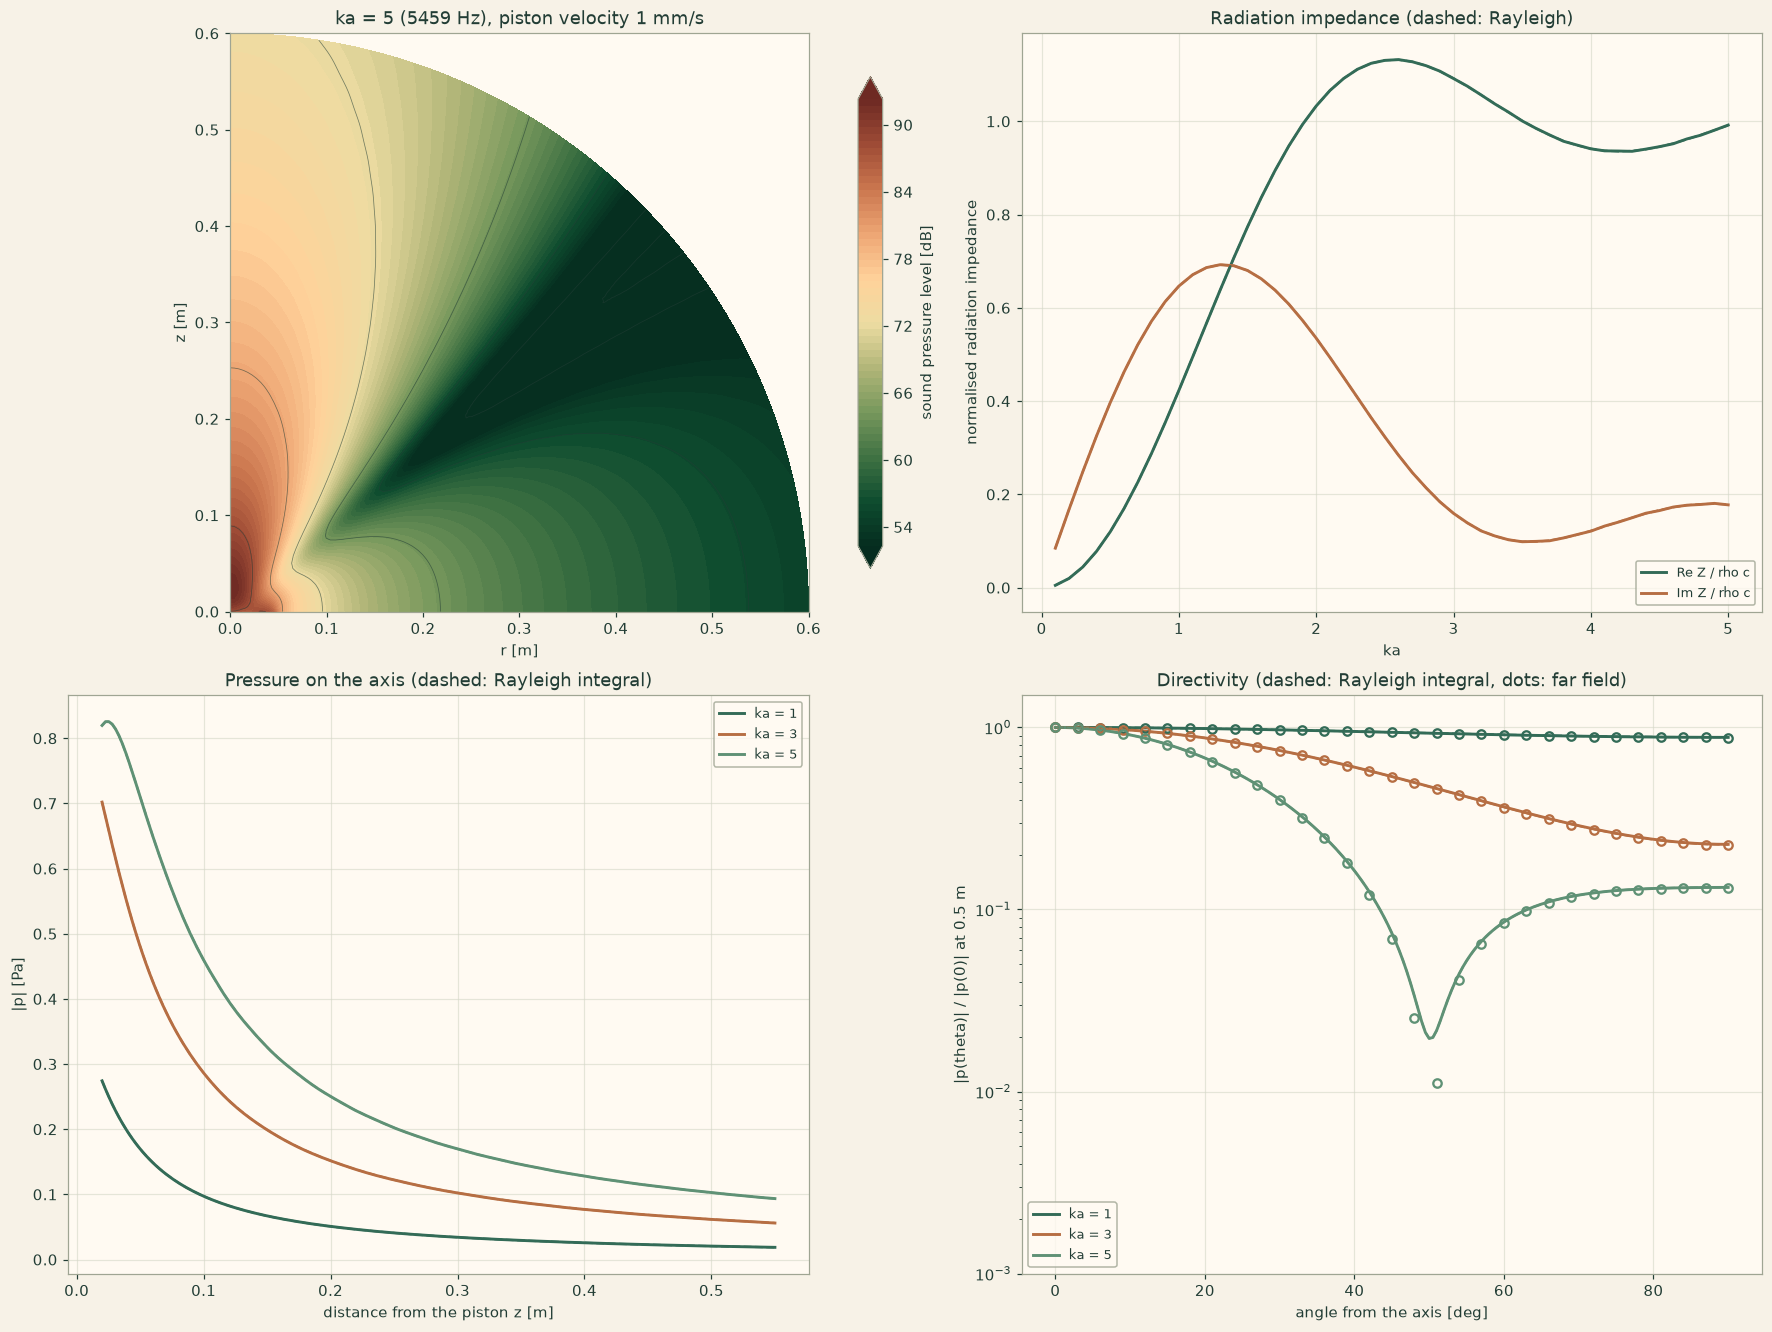 ka = 5 (5459 Hz), piston velocity 1 mm/s
0.6
0.5
0.4
0.3
0.2
0.1
0.0
z [m]
0.0 0.1 0.2 0.3 0.4 0.5 0.6
r [m]
90
84
78
72
66
60
54
sound pressure level [dB]
Radiation impedance (dashed: Rayleigh)
1.0
0.8
0.6
0.4
0.2
0.0
normalised radiation impedance
Re Z / rho c
Im Z / rho c
0 1 2 3 4 5
ka
Pressure on the axis (dashed: Rayleigh integral)
0.8
0.7
0.6
0.5
0.4
0.3
0.2
0.1
0.0
|p| [Pa]
ka = 1
ka = 3
ka = 5
0.0 0.1 0.2 0.3 0.4 0.5
distance from the piston z [m]
Directivity (dashed: Rayleigh integral, dots: far field)
10⁰
10⁻¹
10⁻²
10⁻³
|p(theta)| / |p(0)| at 0.5 m
ka = 1
ka = 3
ka = 5
0 20 40 60 80
angle from the axis [deg]